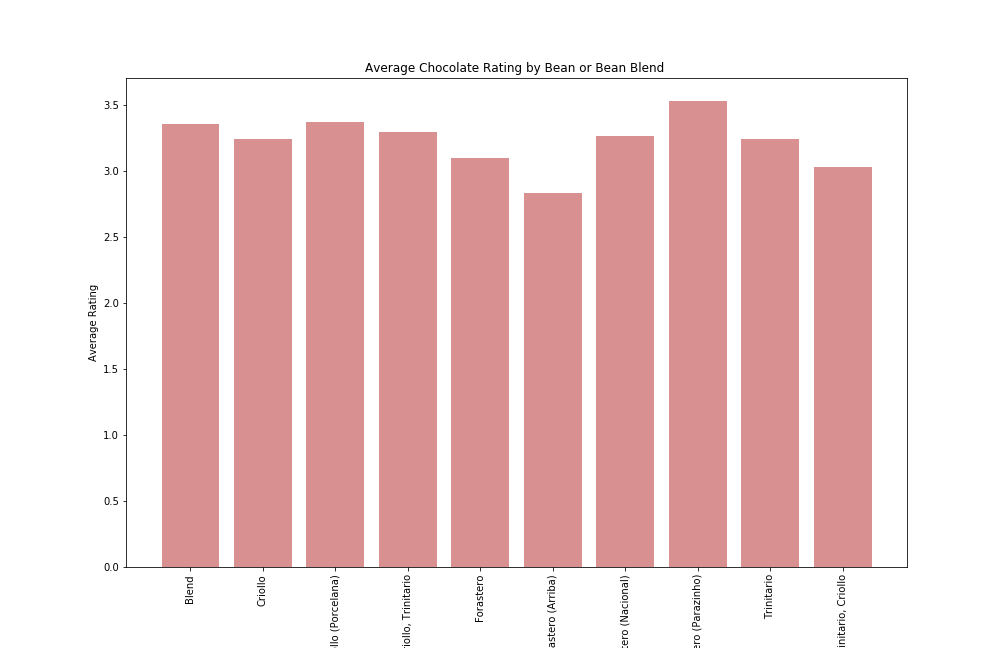 Average Chocolate Rating by Bean or Bean Blend
Average Rating
3.5
3.0
2.5
2.0
1.5
1.0
0.5
0.0
Blend
Criollo
llo (Porcelana)
iollo, Trinitario
Forastero
astero (Arriba)
tero (Nacional)
ero (Parazinho)
Trinitario
initario, Criollo